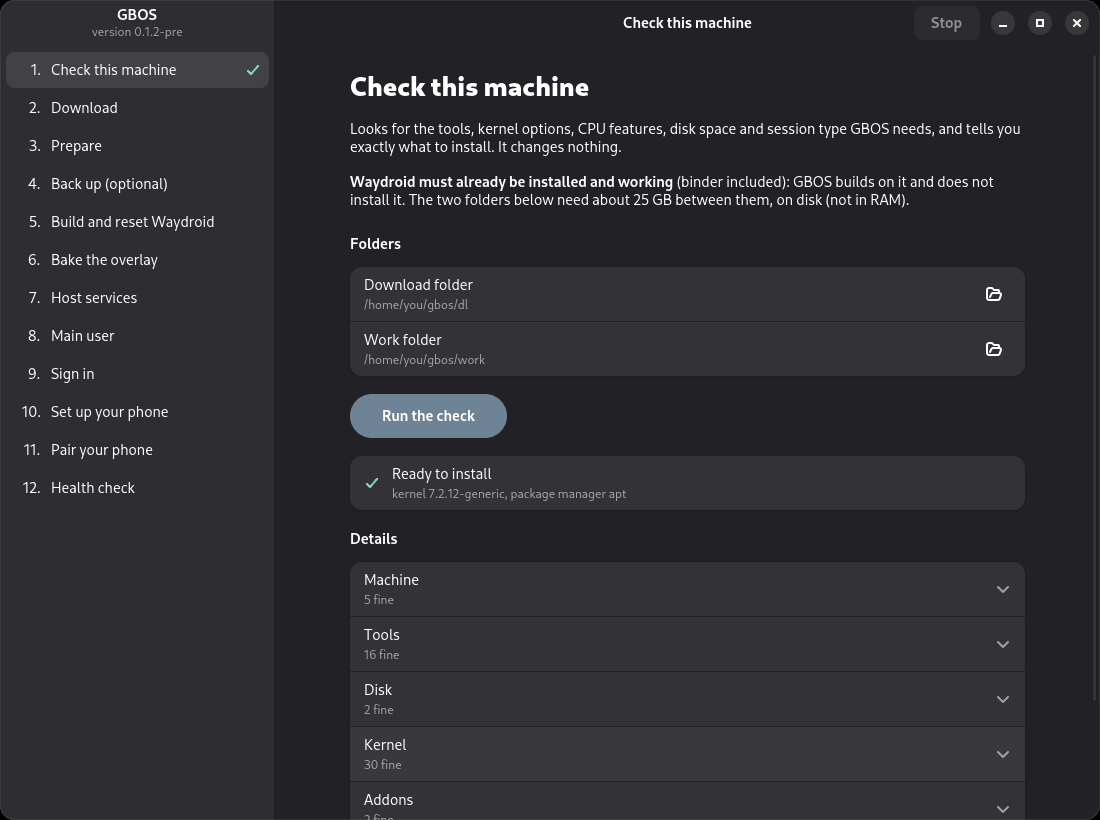 GBOS
version 0.1.2-pre
1. Check this machine
2. Download
3. Prepare
4. Back up (optional)
5. Build and reset Waydroid
6. Bake the overlay
7. Host services
8. Main user
9. Sign in
10. Set up your phone
11. Pair your phone
12. Health check
Check this machine
Stop
Check this machine
Looks for the tools, kernel options, CPU features, disk space and session type GBOS needs, and tells you
exactly what to install. It changes nothing.
Waydroid must already be installed and working (binder included): GBOS builds on it and does not
install it. The two folders below need about 25 GB between them, on disk (not in RAM).
Folders
Download folder
/home/you/gbos/dl
Work folder
/home/you/gbos/work
Run the check
Ready to install
kernel 7.2.12-generic, package manager apt
Details
Machine
5 fine
Tools
16 fine
Disk
2 fine
Kernel
30 fine
Addons